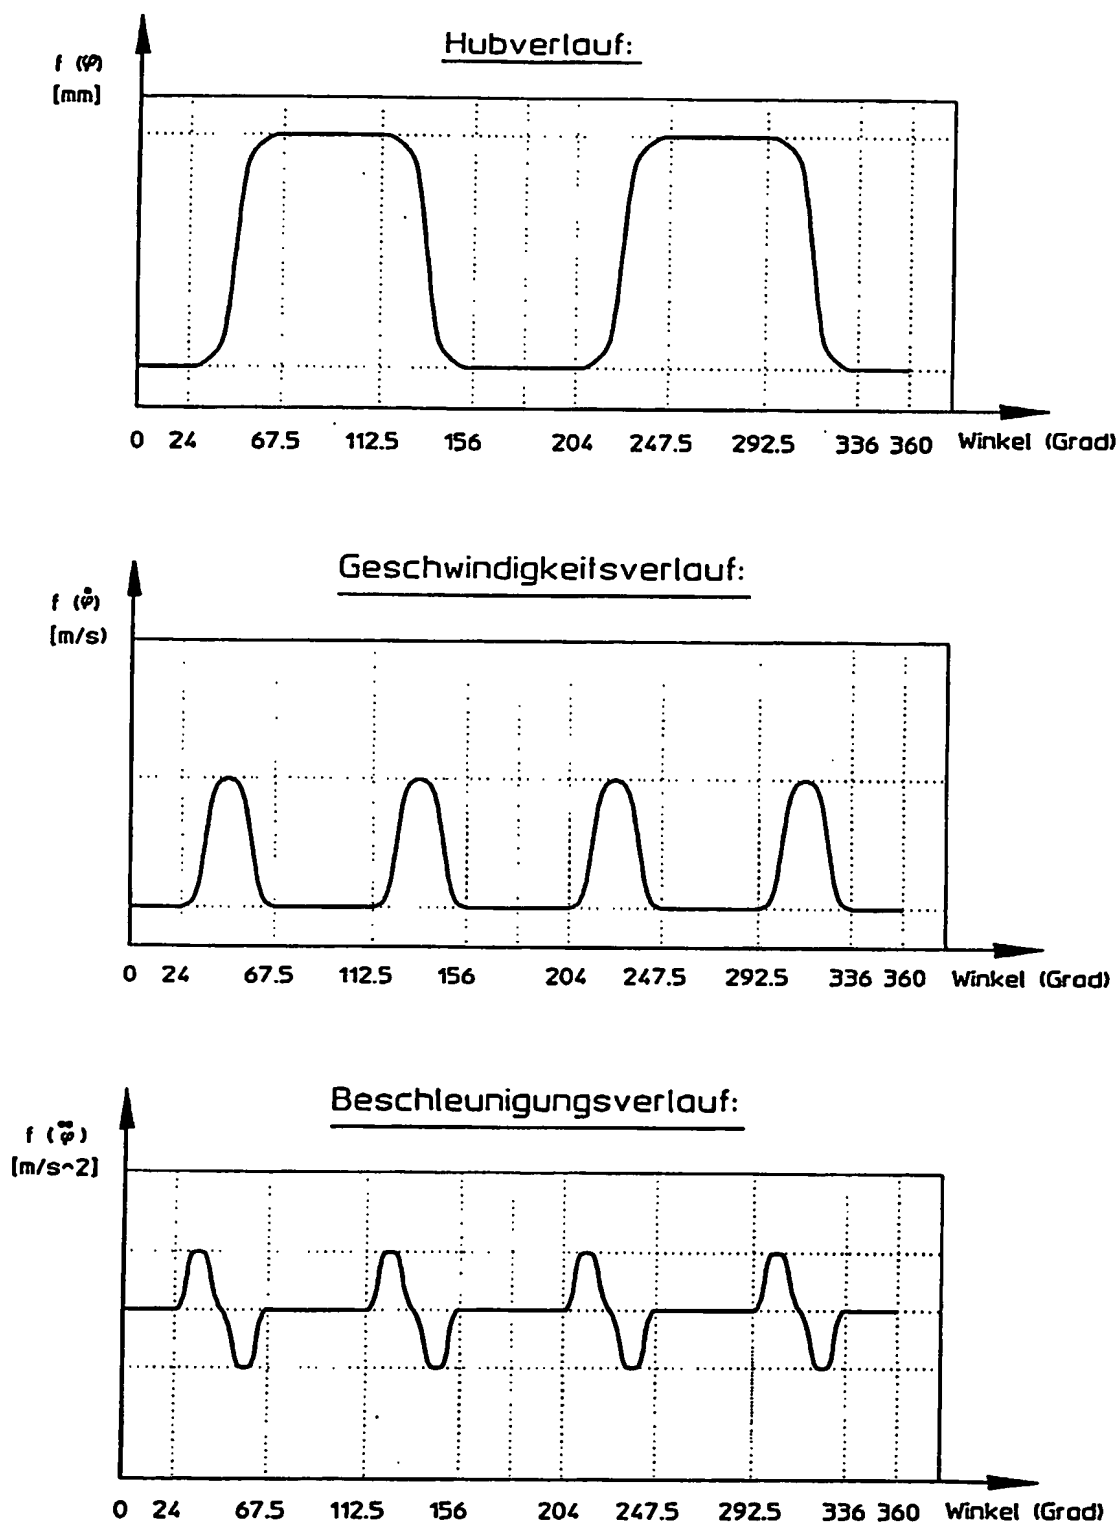 Hubverlauf:
f (φ)
[mm]
0 24 67.5 112.5 156 204 247.5 292.5 336 360 Winkel (Grad)
Geschwindigkeitsverlauf:
f (φ̇)
[m/s)
0 24 67.5 112.5 156 204 247.5 292.5 336 360 Winkel (Grad)
Beschleunigungsverlauf:
f (φ̈)
[m/s^2]
0 24 67.5 112.5 156 204 247.5 292.5 336 360 Winkel (Grad)